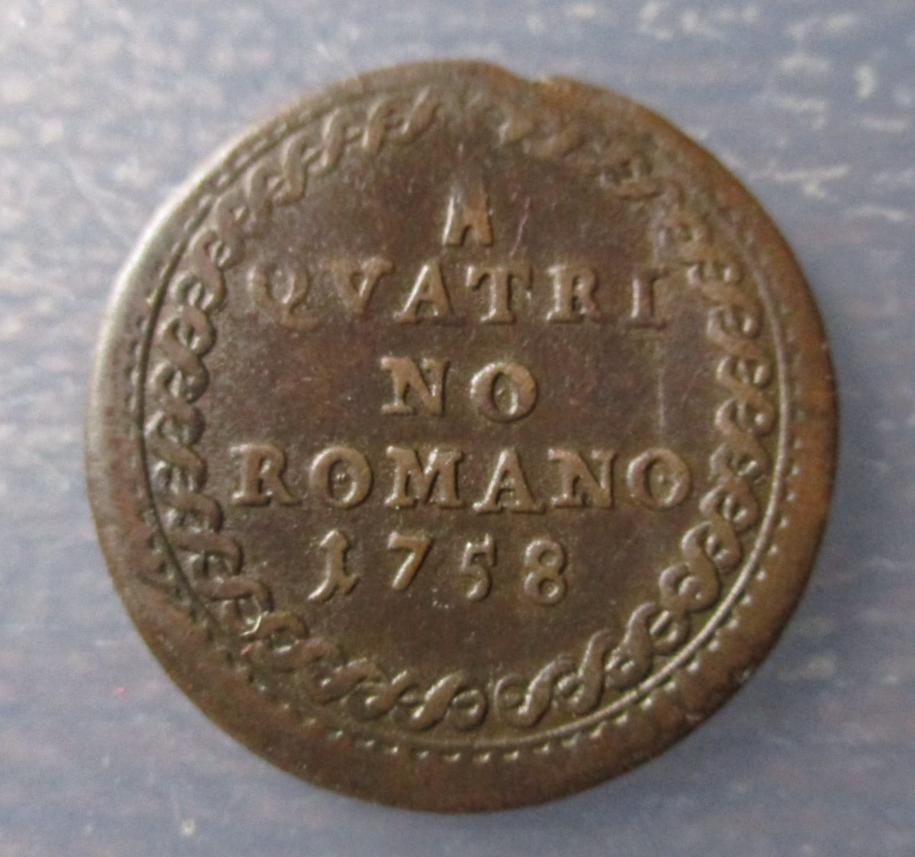 A
QVATRI
NO
ROMANO
1758